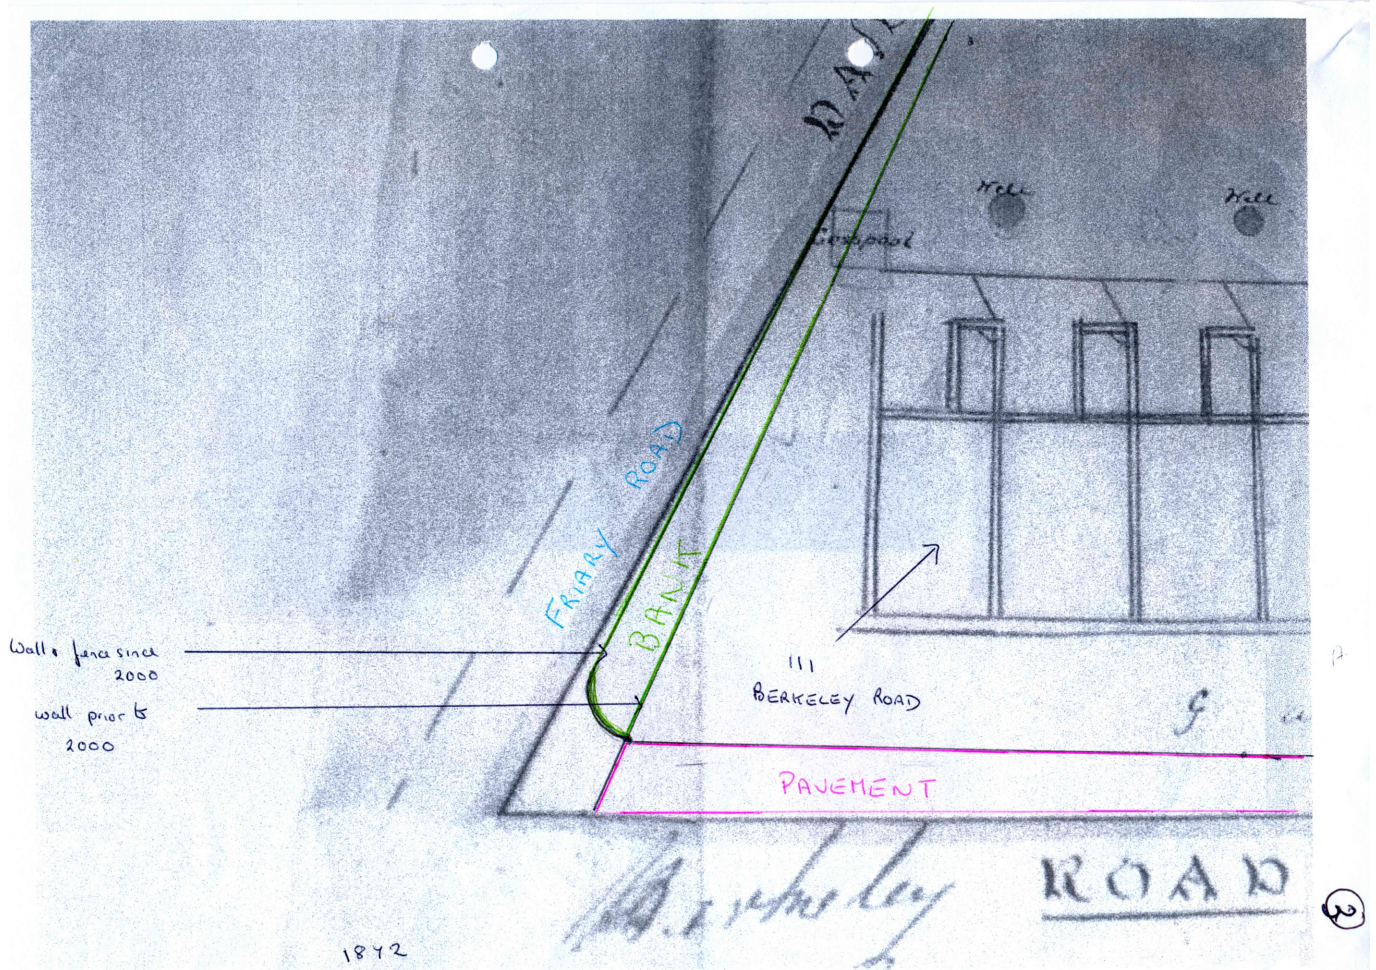 Well
Well
Cesspool
FRIARY ROAD
BANK
Wall & fence since
2000
wall prior to
2000
111
BERKELEY ROAD
G
PAVEMENT
Berkeley ROAD
3
1842